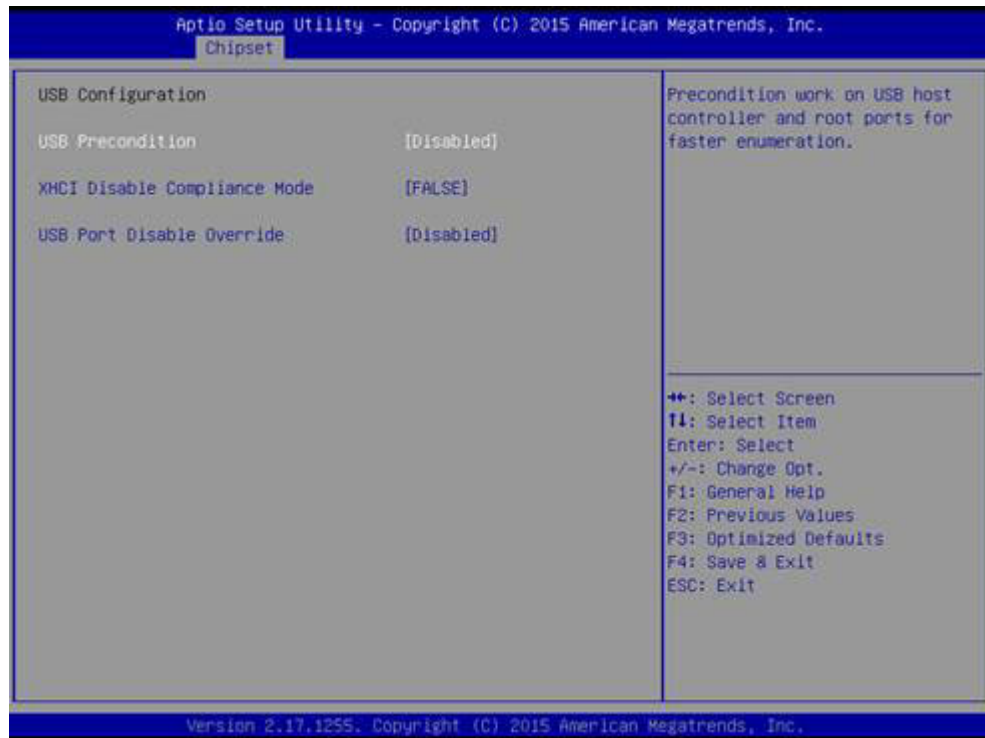 Aptio Setup Utility – Copyright (C) 2015 American Megatrends, Inc.
Chipset
USB Configuration
USB Precondition [Disabled]
XHCI Disable Compliance Mode [FALSE]
USB Port Disable Override [Disabled]
Precondition work on USB host
controller and root ports for
faster enumeration.
→←: Select Screen
↑↓: Select Item
Enter: Select
+/-: Change Opt.
F1: General Help
F2: Previous Values
F3: Optimized Defaults
F4: Save & Exit
ESC: Exit
Version 2.17.1255. Copyright (C) 2015 American Megatrends, Inc.